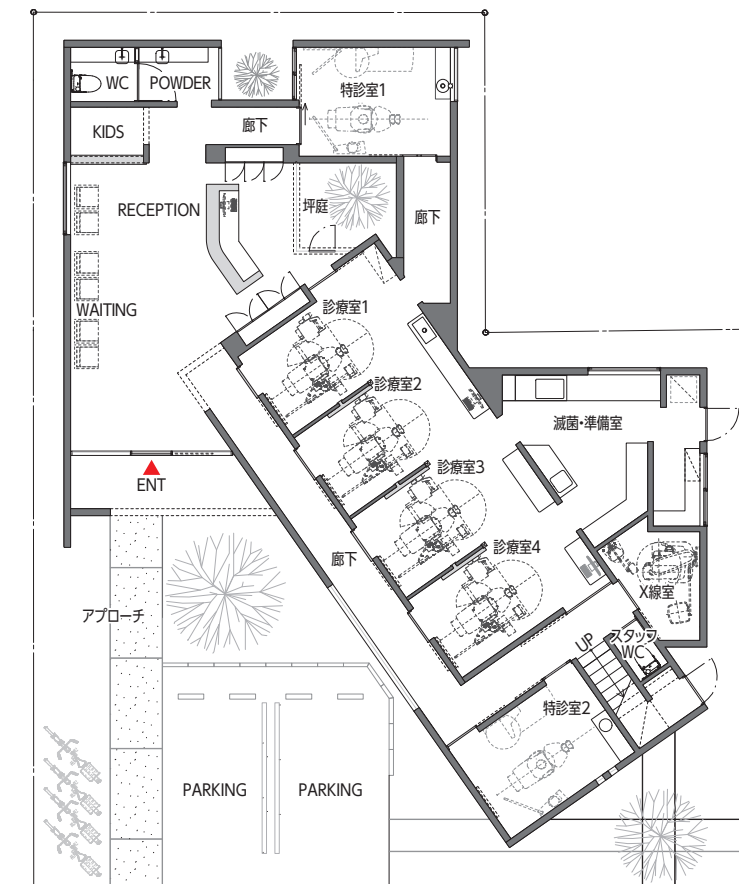 WC
POWDER
特診室1
KIDS
廊下
RECEPTION
坪庭
廊下
WAITING
診療室1
診療室2
滅菌・準備室
診療室3
ENT
診療室4
廊下
X線室
アプローチ
スタッフ
WC
UP
特診室2
PARKING
PARKING